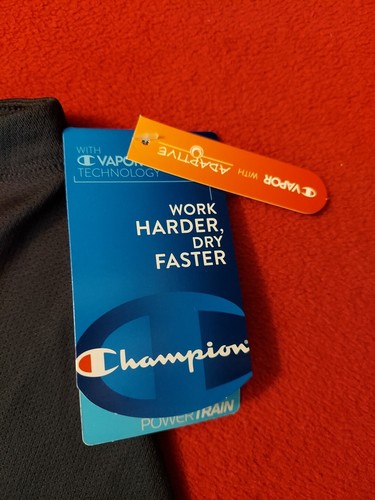 WITH
VAPOR
TECHNOLOGY
WORK
HARDER,
DRY
FASTER
Champion
POWERTRAIN
VAPOR WITH
ADAPTIVE